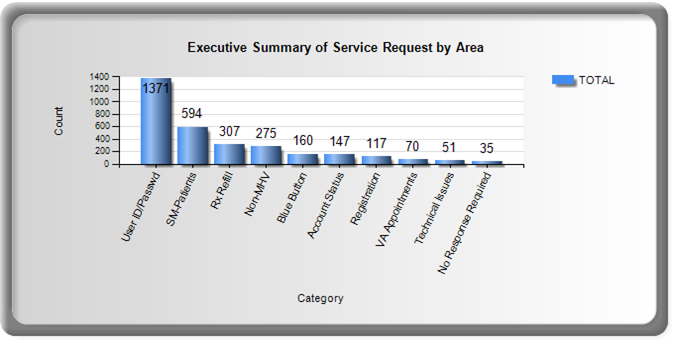 Executive Summary of Service Request by Area
TOTAL
Count
1400
1200
1000
800
600
400
200
0
1371
594
307
275
160
147
117
70
51
35
User ID/Passwd
SM-Patients
Rx Refill
Non-MHV
Blue Button
Account Status
Registration
VA Appointments
Technical Issues
No Response Required
Category